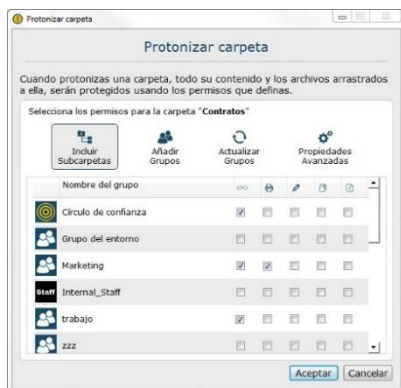 Protonizar carpeta
Protonizar carpeta
Cuando protonizas una carpeta, todo su contenido y los archivos arrastrados
a ella, serán protegidos usando los permisos que definas.
Selecciona los permisos para la carpeta "Contratos"
Incluir Subcarpetas
Añadir Grupos
Actualizar Grupos
Propiedades Avanzadas
Nombre del grupo
Círculo de confianza
Grupo del entorno
Marketing
Staff Internal_Staff
trabajo
zzz
Aceptar Cancelar